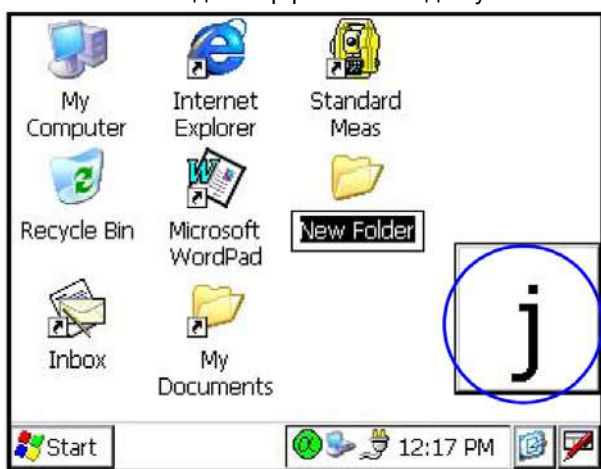 My
Computer
Internet
Explorer
Standard
Meas
Recycle Bin
Microsoft
WordPad
New Folder
Inbox
My
Documents
j
Start
12:17 PM